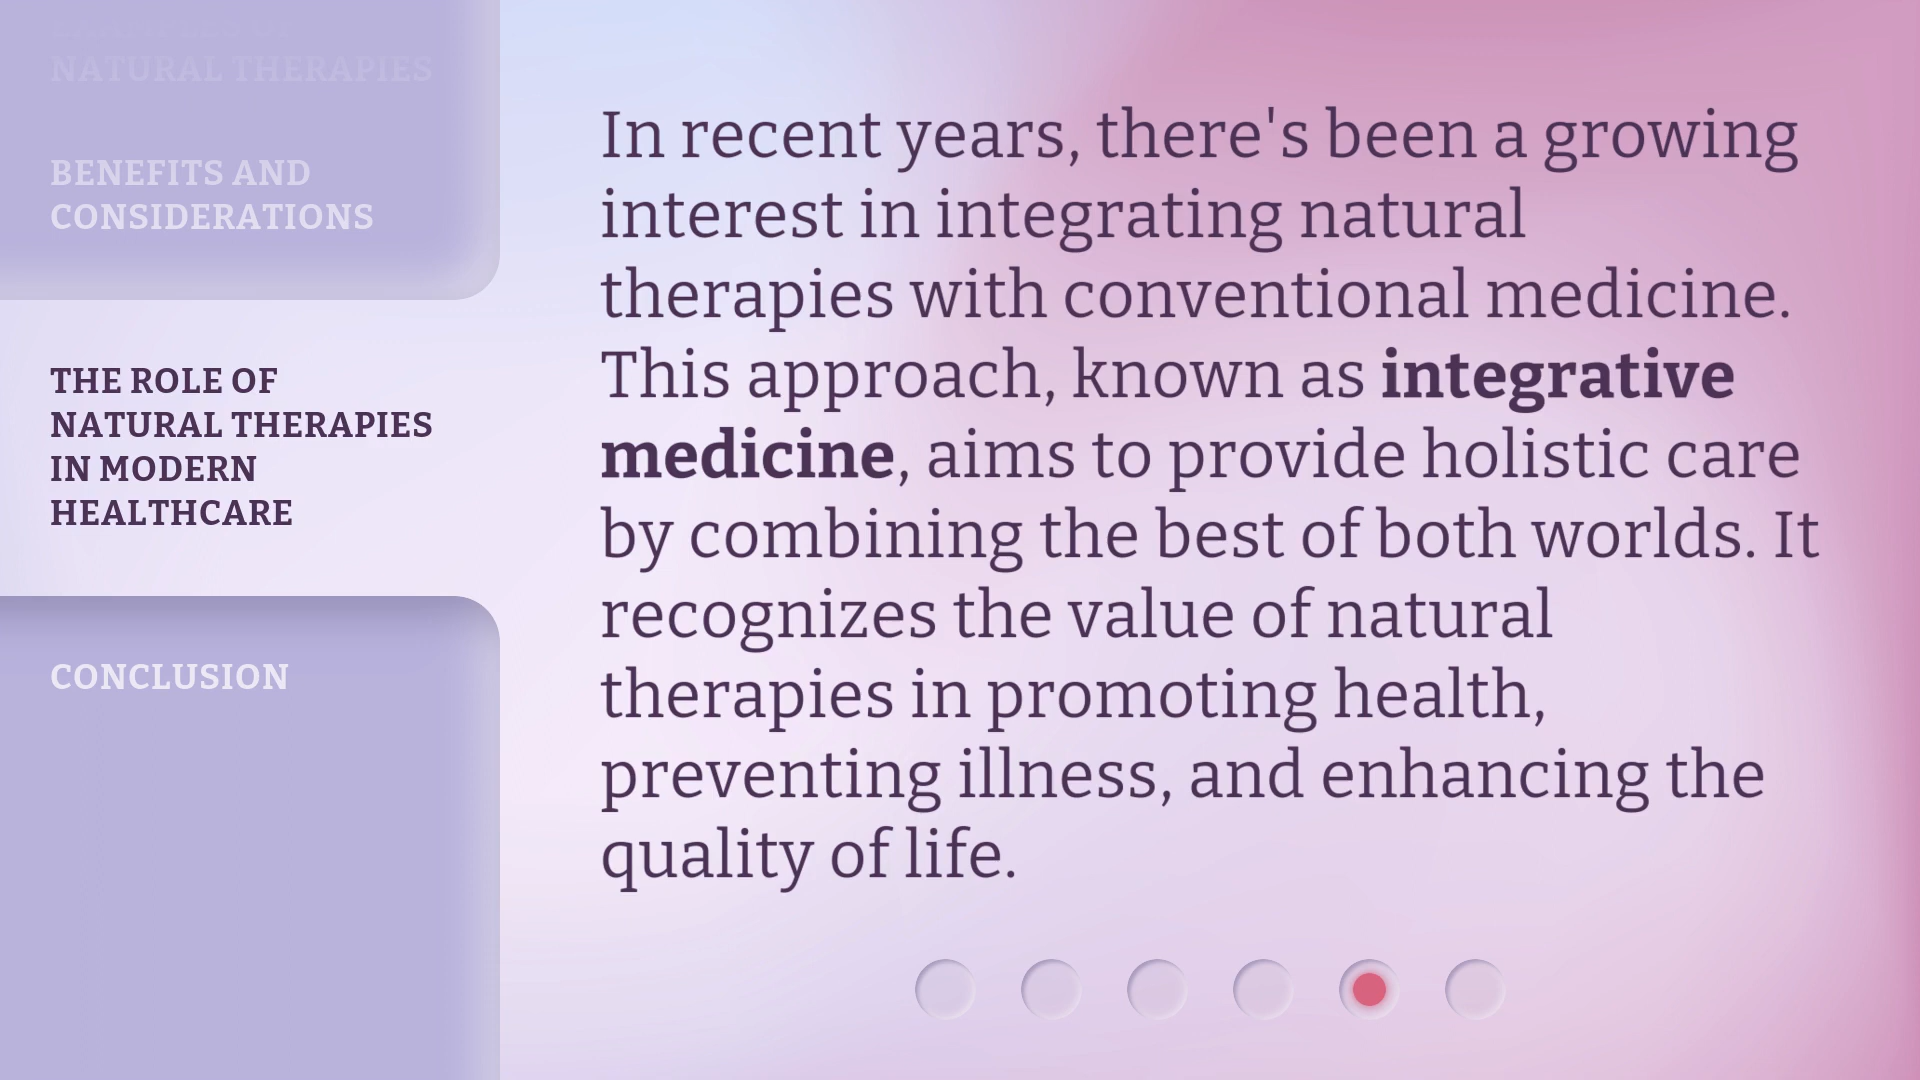 NATURAL THERAPIES
BENEFITS AND
CONSIDERATIONS
THE ROLE OF
NATURAL THERAPIES
IN MODERN
HEALTHCARE
CONCLUSION
In recent years, there's been a growing
interest in integrating natural
therapies with conventional medicine.
This approach, known as integrative
medicine, aims to provide holistic care
by combining the best of both worlds. It
recognizes the value of natural
therapies in promoting health,
preventing illness, and enhancing the
quality of life.